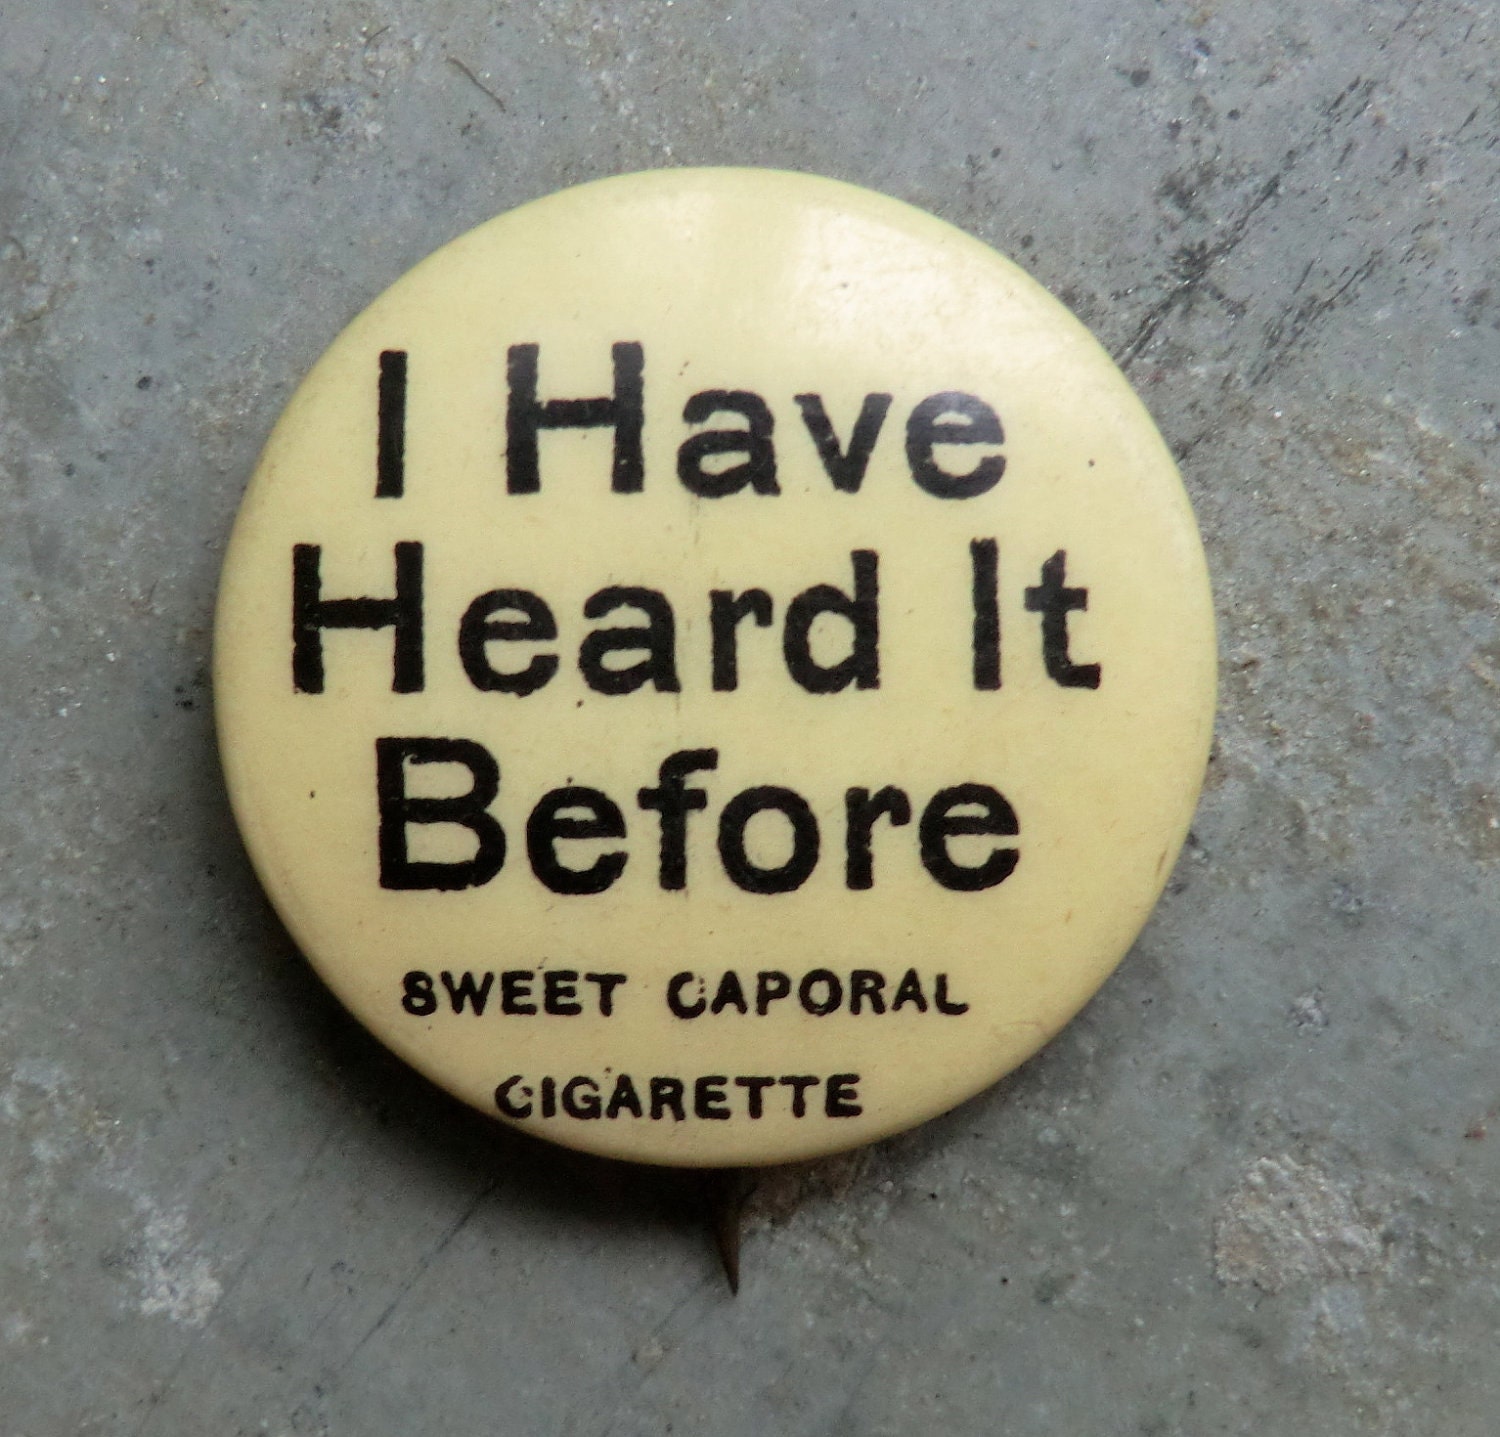 I Have
Heard It
Before
SWEET CAPORAL
CIGARETTE